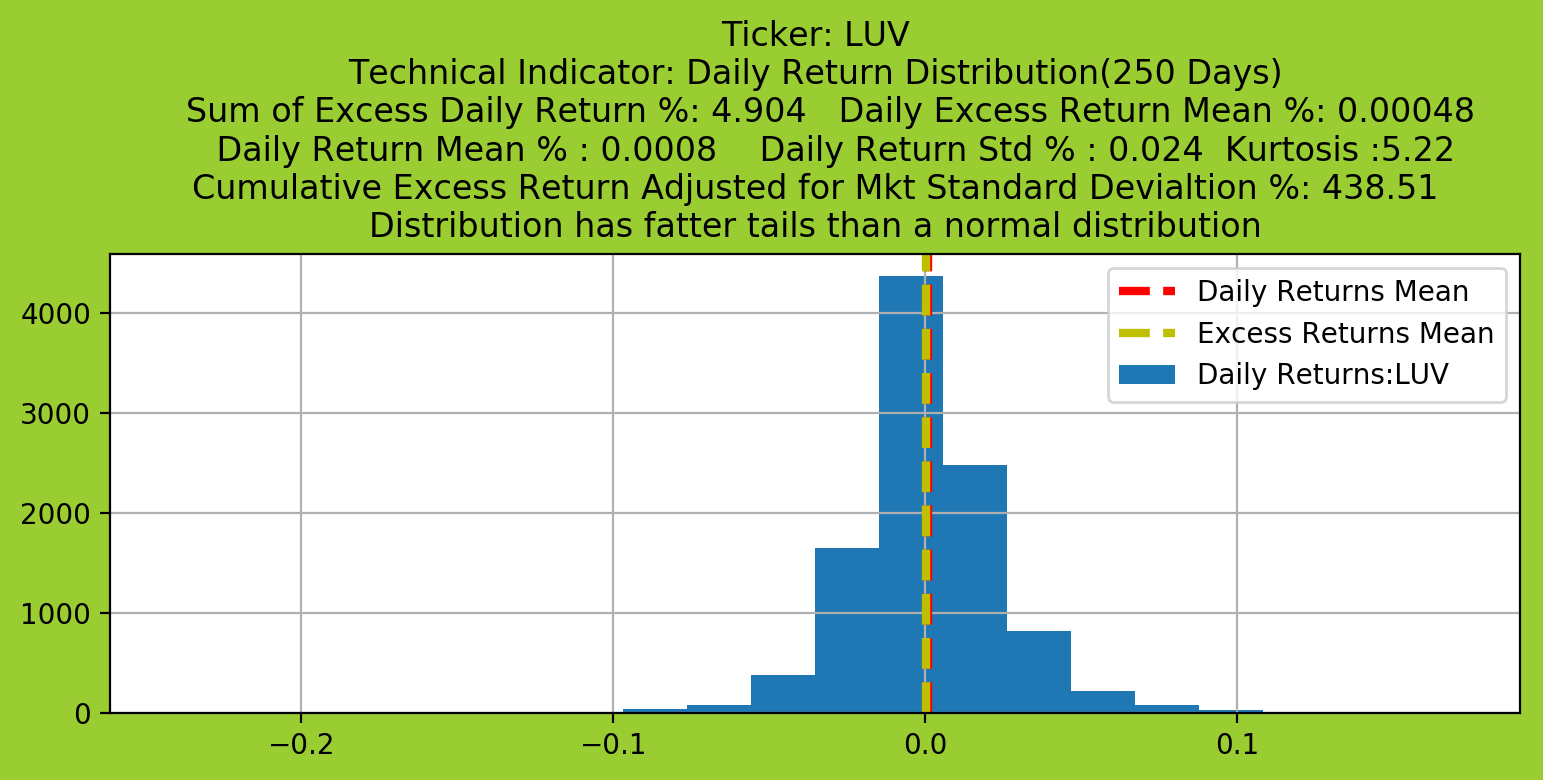 Ticker: LUV
Technical Indicator: Daily Return Distribution(250 Days)
Sum of Excess Daily Return %: 4.904   Daily Excess Return Mean %: 0.00048
Daily Return Mean % : 0.0008    Daily Return Std % : 0.024  Kurtosis :5.22
Cumulative Excess Return Adjusted for Mkt Standard Devialtion %: 438.51
Distribution has fatter tails than a normal distribution
Daily Returns Mean
Excess Returns Mean
Daily Returns:LUV
4000
3000
2000
1000
0
−0.2
−0.1
0.0
0.1